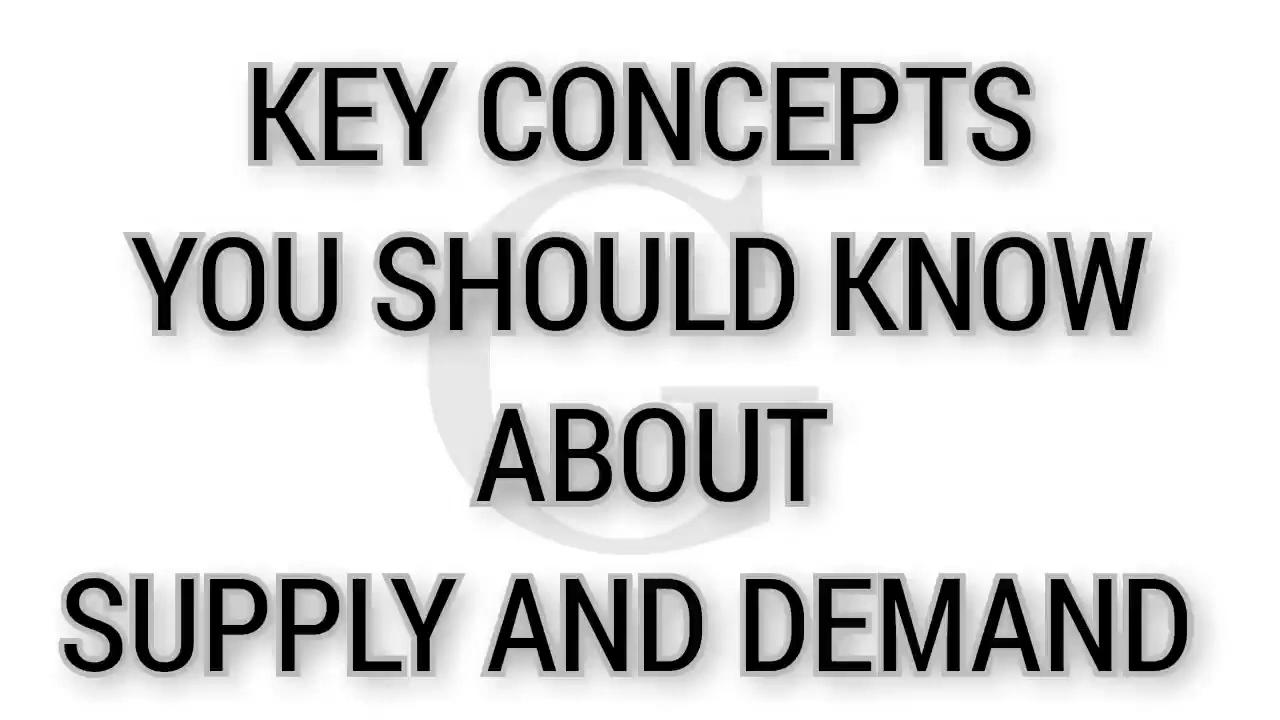 KEY CONCEPTS
YOU SHOULD KNOW
ABOUT
SUPPLY AND DEMAND
G